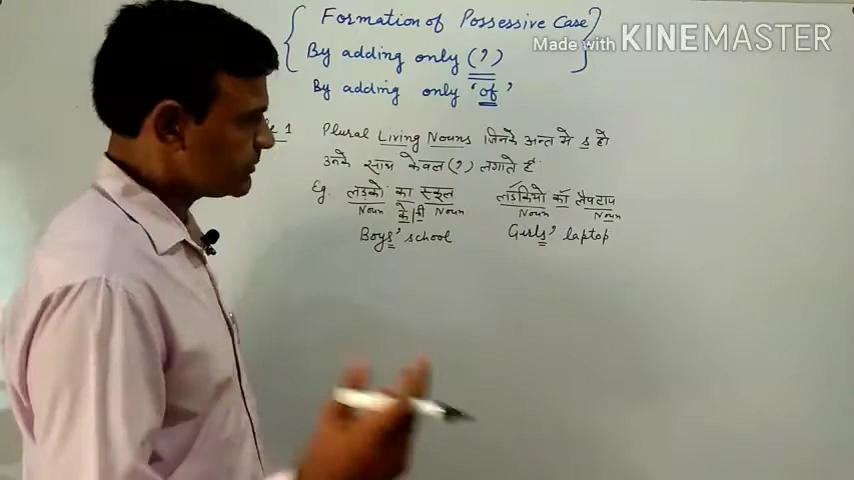 Formation of Possessive Case
Made with KINEMASTER
By adding only (')
By adding only 'of'
1 Plural Living Nouns जिनके अन्त मे s हो
उनके साथ केवल (') लगाते है
Eg. लड़को का स्कूल लड़कियो का लैपटाप
Noun के/की Noun Noun Noun
Boys' school Girls' laptop